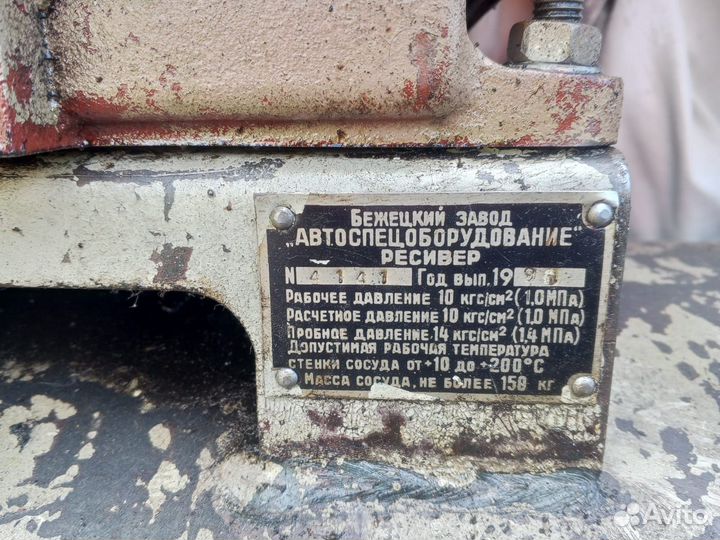 БЕЖЕЦКИЙ ЗАВОД
„АВТОСПЕЦОБОРУДОВАНИЕ"
РЕСИВЕР
N 4141 ГОД ВЫП. 19
РАБОЧЕЕ ДАВЛЕНИЕ 10 КГС/СМ² (1,0 МПА)
РАСЧЕТНОЕ ДАВЛЕНИЕ 10 КГС/СМ² (1,0 МПА)
ПРОБНОЕ ДАВЛЕНИЕ 14 КГС/СМ² (1,4 МПА)
ДОПУСТИМАЯ РАБОЧАЯ ТЕМПЕРАТУРА
СТЕНКИ СОСУДА ОТ +10 ДО +200°С
МАССА СОСУДА, НЕ БОЛЕЕ 158 КГ
Avito